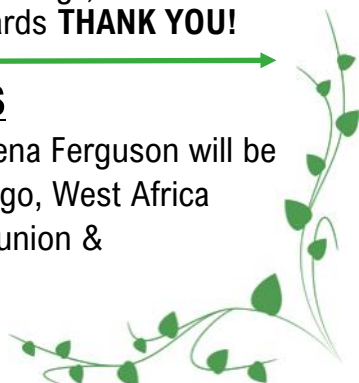 ards THANK YOU!
S
ena Ferguson will be
go, West Africa
union &